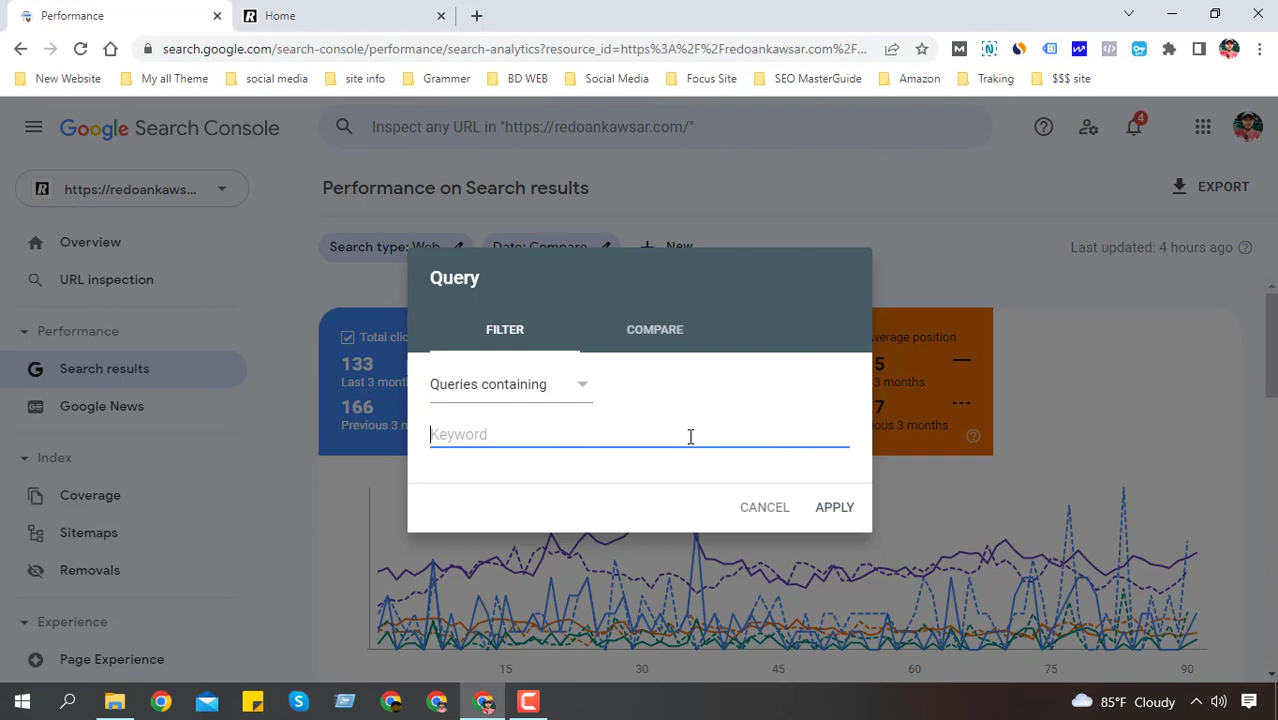 Performance
Home
search.google.com/search-console/performance/search-analytics?resource_id=https%3A%2F%2Fredoankawsar.com%2F...
New Website
My all Theme
social media
site info
Grammer
BD WEB
Social Media
Focus Site
SEO MasterGuide
Amazon
Traking
$$$ site
Google Search Console
Inspect any URL in "https://redoankawsar.com/"
4
https://redoankaws...
Performance on Search results
EXPORT
Overview
Search type: Web
Date: Compare
New
Last updated: 4 hours ago
URL inspection
Query
Performance
FILTER
COMPARE
Total clic
verage position
133
5
Last 3 months
3 months
166
7
Previous 3 m
us 3 months
Search results
Google News
Queries containing
Keyword
Index
Coverage
CANCEL
APPLY
Sitemaps
Removals
Experience
Page Experience
15
30
45
60
75
90
85°F Cloudy